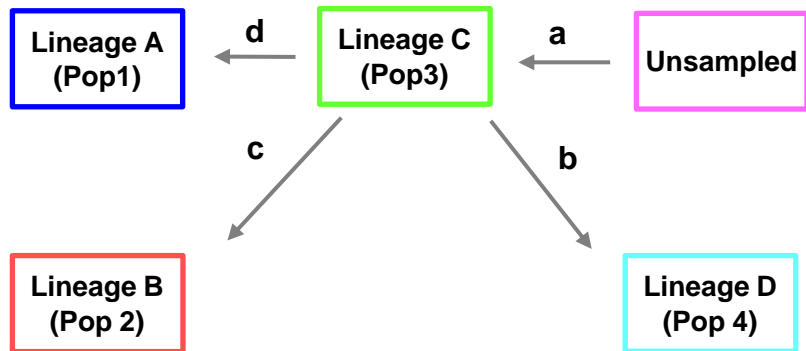 Lineage A
(Pop1)
d
Lineage C
(Pop3)
a
Unsampled
c
b
Lineage B
(Pop 2)
Lineage D
(Pop 4)